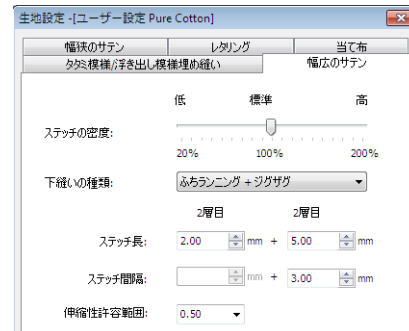 生地設定 -[ユーザー設定 Pure Cotton]
幅狭のサテン レタリング 当て布
タタミ模様/浮き出し模様埋め縫い 幅広のサテン
低 標準 高
ステッチの密度:
20% 100% 200%
下縫いの種類: ふちランニング + ジグザグ
2層目 2層目
ステッチ長: 2.00 mm + 5.00 mm
ステッチ間隔: mm + 3.00 mm
伸縮性許容範囲: 0.50